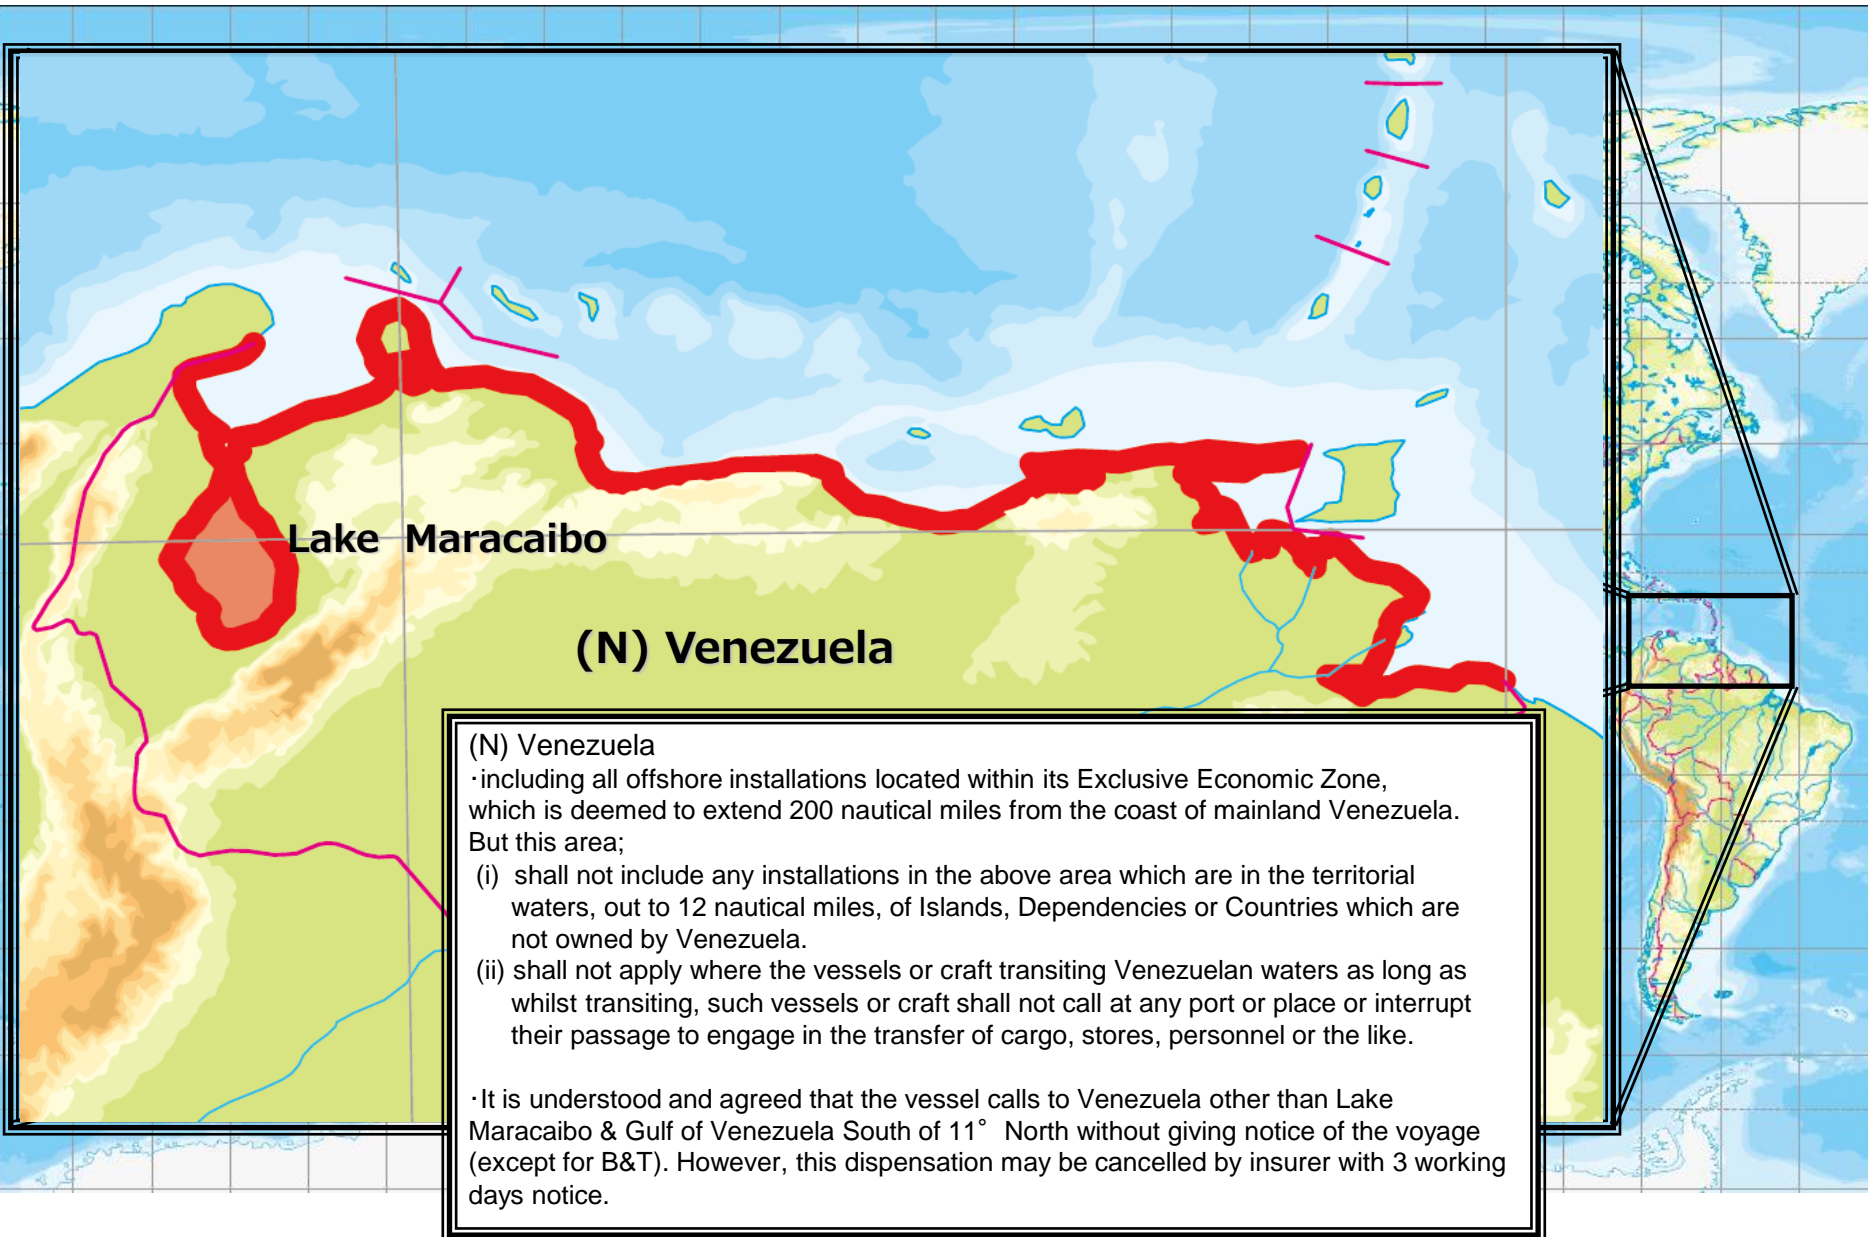 Lake Maracaibo
(N) Venezuela
(N) Venezuela
・including all offshore installations located within its Exclusive Economic Zone,
which is deemed to extend 200 nautical miles from the coast of mainland Venezuela.
But this area;
(i) shall not include any installations in the above area which are in the territorial
waters, out to 12 nautical miles, of Islands, Dependencies or Countries which are
not owned by Venezuela.
(ii) shall not apply where the vessels or craft transiting Venezuelan waters as long as
whilst transiting, such vessels or craft shall not call at any port or place or interrupt
their passage to engage in the transfer of cargo, stores, personnel or the like.
・It is understood and agreed that the vessel calls to Venezuela other than Lake
Maracaibo & Gulf of Venezuela South of 11° North without giving notice of the voyage
(except for B&T). However, this dispensation may be cancelled by insurer with 3 working
days notice.